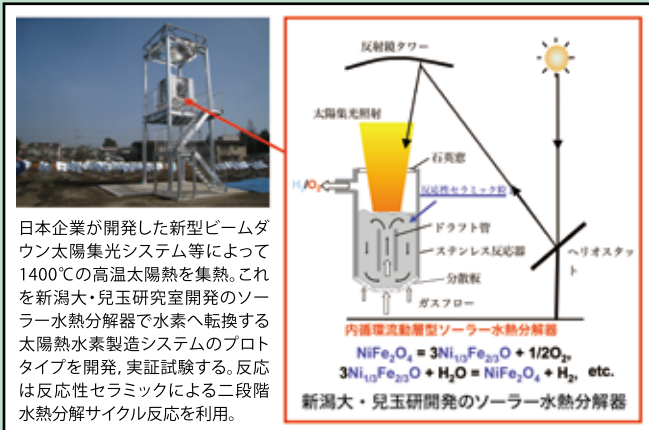 反射鏡タワー
太陽集光照射
石英窓
H₂/O₂
反応性セラミック粒
ドラフト管
ステンレス反応器
ヘリオスタッ
ト
分散板
ガスフロー
内循環流動層型ソーラー水熱分解器
NiFe₂O₄ = 3Ni₁/₃Fe₂/₃O + 1/2O₂,
3Ni₁/₃Fe₂/₃O + H₂O = NiFe₂O₄ + H₂, etc.
新潟大・兒玉研開発のソーラー水熱分解器
日本企業が開発した新型ビームダ
ウン太陽集光システム等によって
1400℃の高温太陽熱を集熱。これ
を新潟大・兒玉研究室開発のソー
ラー水熱分解器で水素へ転換する
太陽熱水素製造システムのプロト
タイプを開発，実証試験する。反応
は反応性セラミックによる二段階
水熱分解サイクル反応を利用。